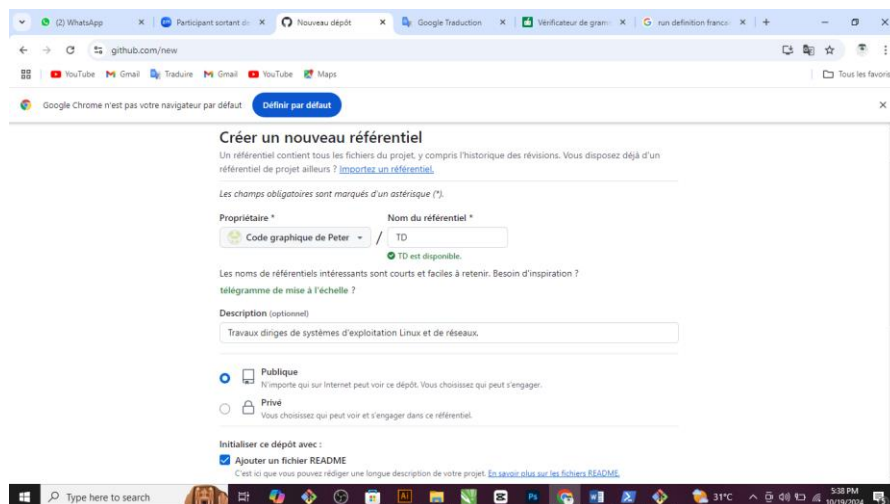 (2) WhatsApp
Participant sortant de
Nouveau dépôt
Google Traduction
Vérificateur de gramm
run definition francai
github.com/new
YouTube
Gmail
Traduire
Gmail
YouTube
Maps
Tous les favoris
Google Chrome n'est pas votre navigateur par défaut
Définir par défaut
Créer un nouveau référentiel
Un référentiel contient tous les fichiers du projet, y compris l'historique des révisions. Vous disposez déjà d'un
référentiel de projet ailleurs ? Importez un référentiel.
Les champs obligatoires sont marqués d'un astérisque (*).
Propriétaire *
Nom du référentiel *
Code graphique de Peter
/
TD
TD est disponible.
Les noms de référentiels intéressants sont courts et faciles à retenir. Besoin d'inspiration ?
télégramme de mise à l'échelle ?
Description (optionnel)
Travaux diriges de systèmes d'exploitation Linux et de réseaux.
Publique
N'importe qui sur Internet peut voir ce dépôt. Vous choisissez qui peut s'engager.
Privé
Vous choisissez qui peut voir et s'engager dans ce référentiel.
Initialiser ce dépôt avec :
Ajouter un fichier README
C'est ici que vous pouvez rédiger une longue description de votre projet. En savoir plus sur les fichiers README.
Type here to search
Ai
Ps
31°C
5:38 PM
10/19/2024